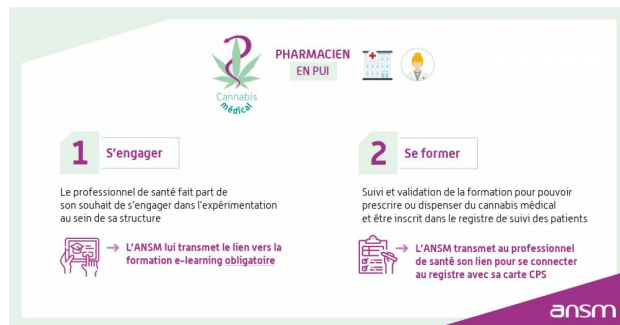 Cannabis
médical
PHARMACIEN
EN PUI
1 S'engager
Le professionnel de santé fait part de
son souhait de s'engager dans l'expérimentation
au sein de sa structure
→ L'ANSM lui transmet le lien vers la
formation e-learning obligatoire
2 Se former
Suivi et validation de la formation pour pouvoir
prescrire ou dispenser du cannabis médical
et être inscrit dans le registre de suivi des patients
→ L'ANSM transmet au professionnel
de santé son lien pour se connecter
au registre avec sa carte CPS
ansm